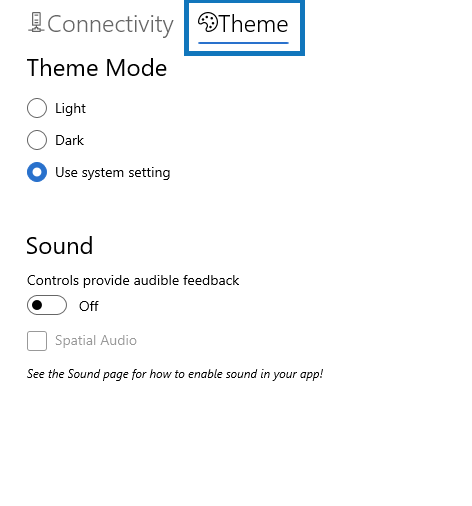 Connectivity Theme
Theme Mode
Light
Dark
Use system setting
Sound
Controls provide audible feedback
Off
Spatial Audio
See the Sound page for how to enable sound in your app!